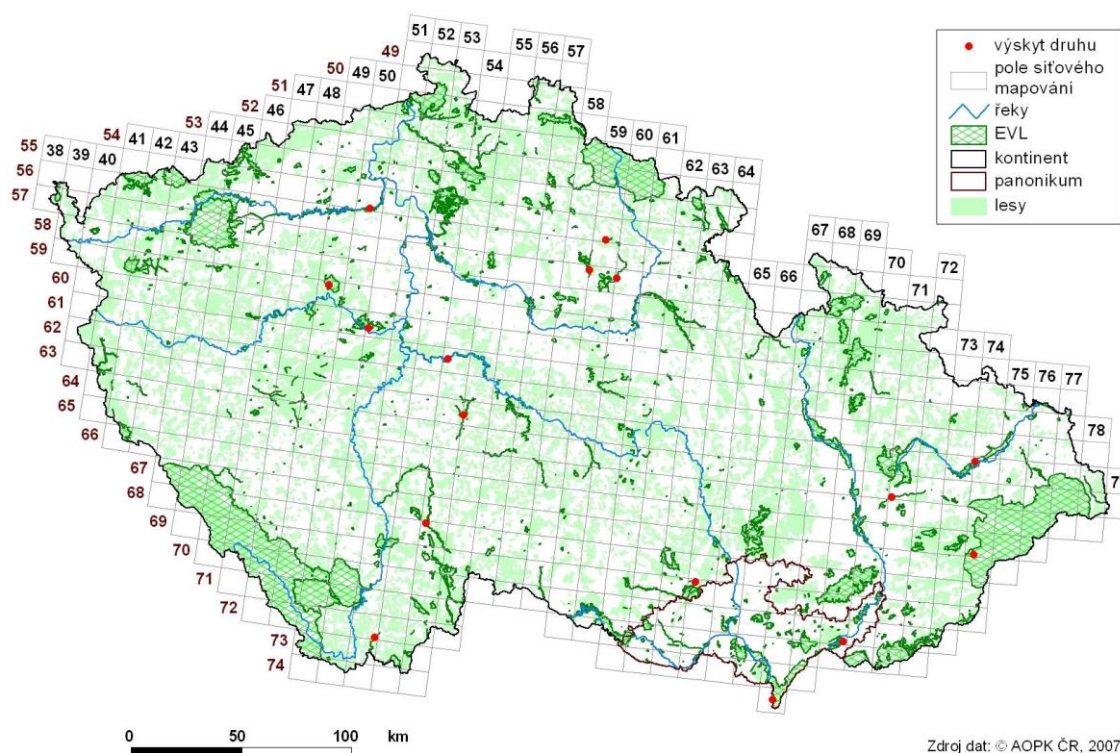 51 52 53
49
54
55 56 57
50 49 50
58
51 47 48
52 46
59 60 61
53 44 45
62 63 64
54 41 42 43
55 38 39 40
56
57
58
59
60
61
62
63
64
65
66
67
68
69
70
71
72
73
74
65 66
67 68 69
70
71
72
73 74
75 76 77
78
7
výskyt druhu
pole síťového
mapování
řeky
EVL
kontinent
panonikum
lesy
0 50 100 km
Zdroj dat: © AOPK ČR, 2007